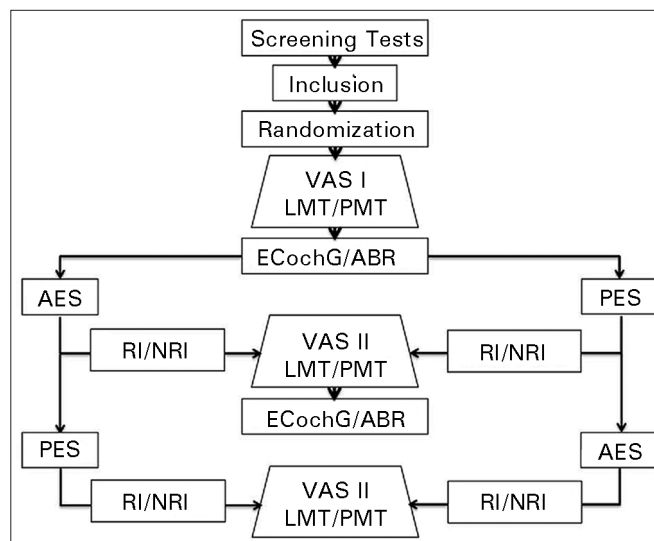 Screening Tests
Inclusion
Randomization
VAS I
LMT/PMT
ECochG/ABR
AES
PES
RI/NRI
VAS II
LMT/PMT
RI/NRI
ECochG/ABR
PES
AES
RI/NRI
VAS II
LMT/PMT
RI/NRI